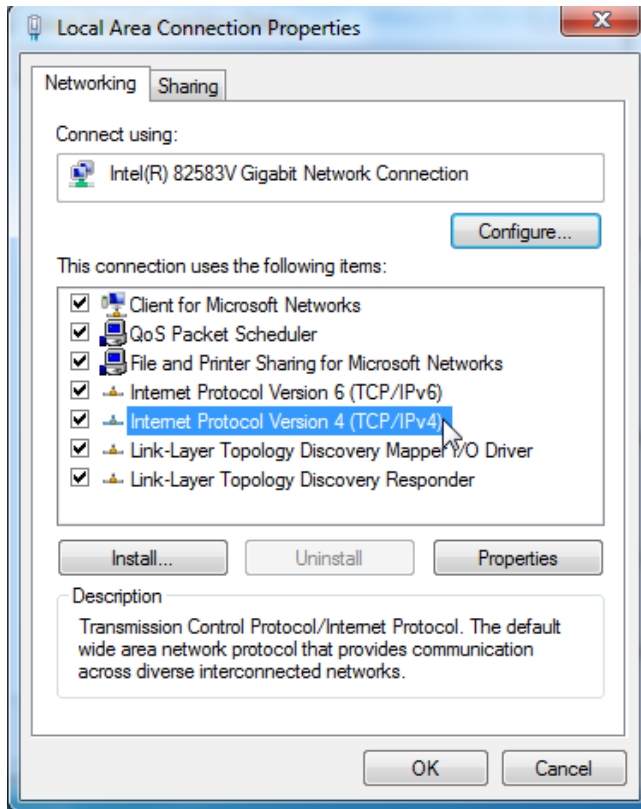 Local Area Connection Properties
Networking
Sharing
Connect using:
Intel(R) 82583V Gigabit Network Connection
Configure...
This connection uses the following items:
Client for Microsoft Networks
QoS Packet Scheduler
File and Printer Sharing for Microsoft Networks
Internet Protocol Version 6 (TCP/IPv6)
Internet Protocol Version 4 (TCP/IPv4)
Link-Layer Topology Discovery Mapper I/O Driver
Link-Layer Topology Discovery Responder
Install...
Uninstall
Properties
Description
Transmission Control Protocol/Internet Protocol. The default
wide area network protocol that provides communication
across diverse interconnected networks.
OK
Cancel